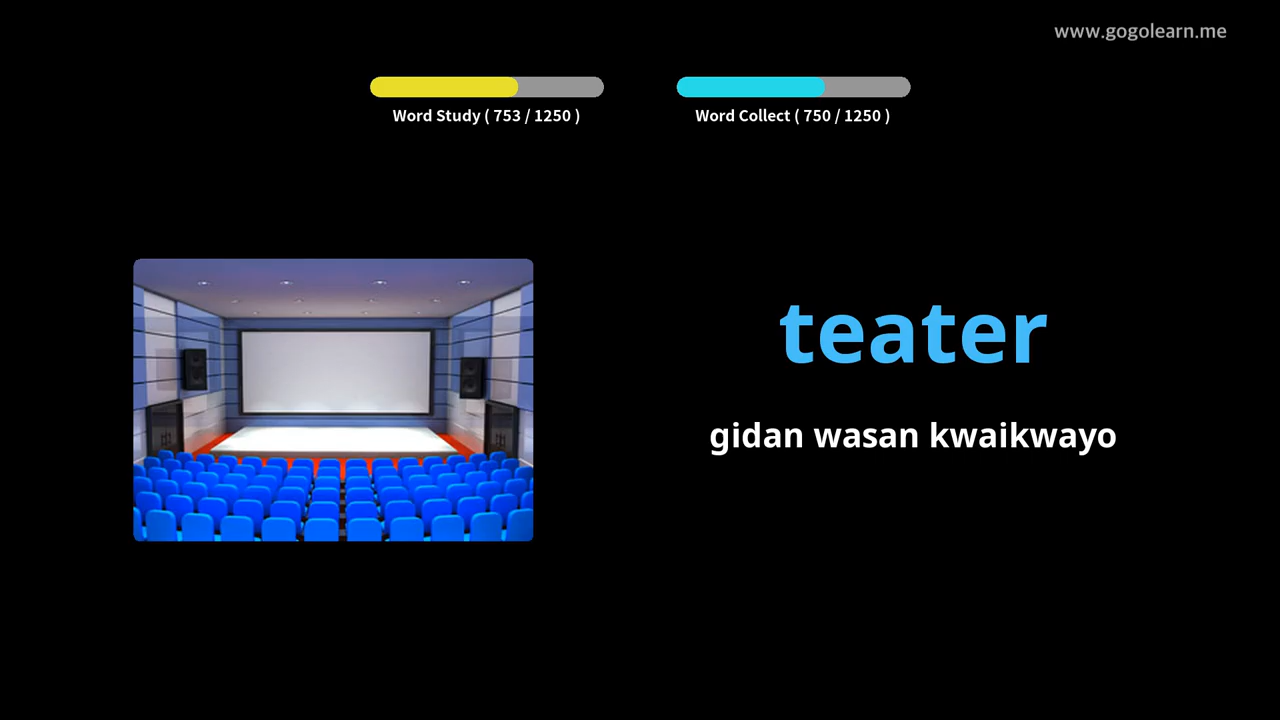 www.gogolearn.me
Word Study ( 753 / 1250 )
Word Collect ( 750 / 1250 )
teater
gidan wasan kwaikwayo